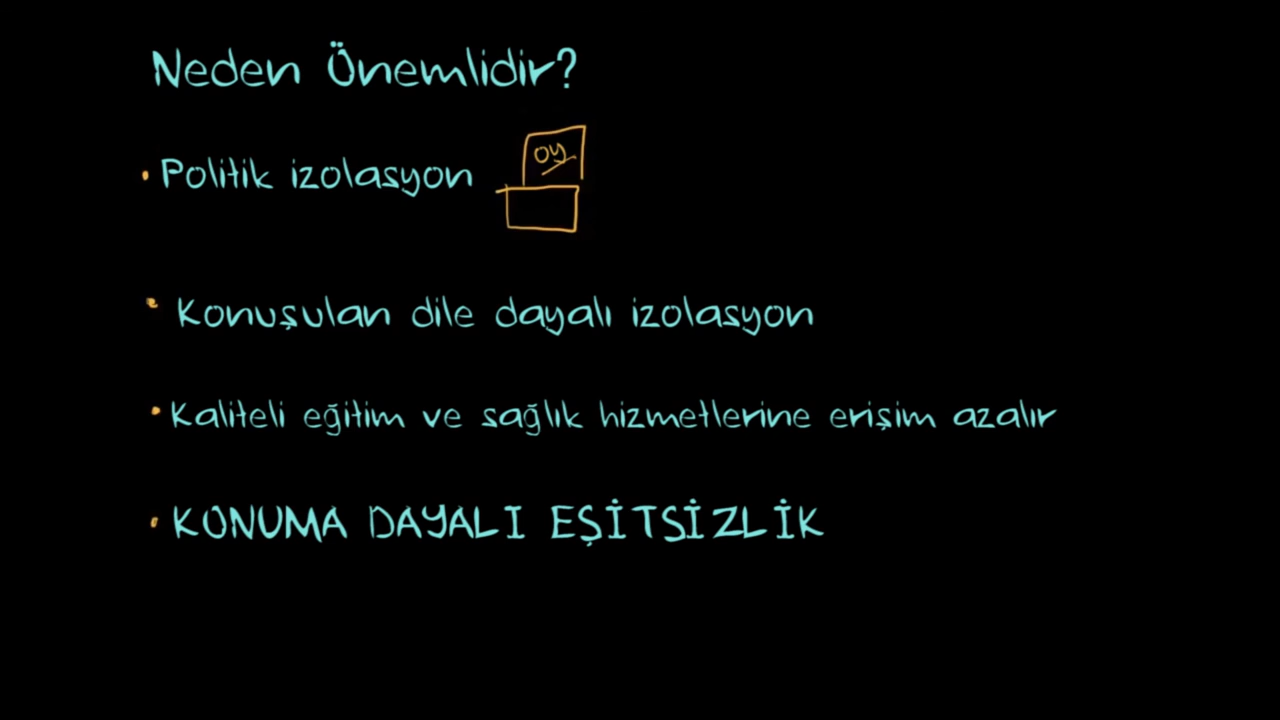 Neden Önemlidir?
• Politik izolasyon
oy
• Konuşulan dile dayalı izolasyon
• Kaliteli eğitim ve sağlık hizmetlerine erişim azalır
• KONUMA DAYALI EŞİTSİZLİK